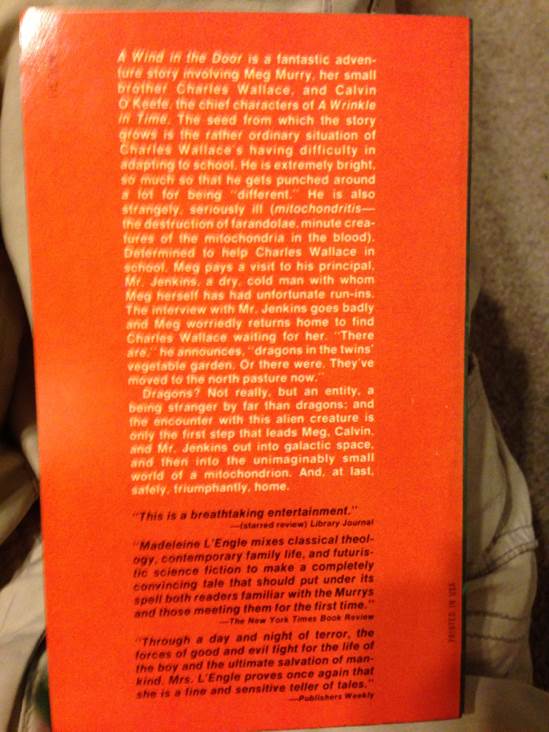 A Wind in the Door is a fantastic adven-
ture story involving Meg Murry, her small
brother Charles Wallace, and Calvin
O'Keefe, the chief characters of A Wrinkle
in Time. The seed from which the story
grows is the rather ordinary situation of
Charles Wallace's having difficulty in
adapting to school. He is extremely bright,
so much so that he gets punched around
a lot for being "different." He is also
strangely, seriously ill (mitochondritis—
the destruction of farandolae, minute crea-
tures of the mitochondria in the blood).
Determined to help Charles Wallace in
school, Meg pays a visit to his principal,
Mr. Jenkins, a dry, cold man with whom
Meg herself has had unfortunate run-ins.
The interview with Mr. Jenkins goes badly
and Meg worriedly returns home to find
Charles Wallace waiting for her. "There
are," he announces, "dragons in the twins'
vegetable garden. Or there were. They've
moved to the north pasture now."
Dragons? Not really, but an entity, a
being stranger by far than dragons; and
the encounter with this alien creature is
only the first step that leads Meg, Calvin,
and Mr. Jenkins out into galactic space,
and then into the unimaginably small
world of a mitochondrion. And, at last,
safely, triumphantly, home.
"This is a breathtaking entertainment."
—(starred review) Library Journal
"Madeleine L'Engle mixes classical theol-
ogy, contemporary family life, and futuris-
tic science fiction to make a completely
convincing tale that should put under its
spell both readers familiar with the Murrys
and those meeting them for the first time."
—The New York Times Book Review
"Through a day and night of terror, the
forces of good and evil fight for the life of
the boy and the ultimate salvation of man-
kind. Mrs. L'Engle proves once again that
she is a fine and sensitive teller of tales."
—Publishers Weekly
PRINTED IN USA